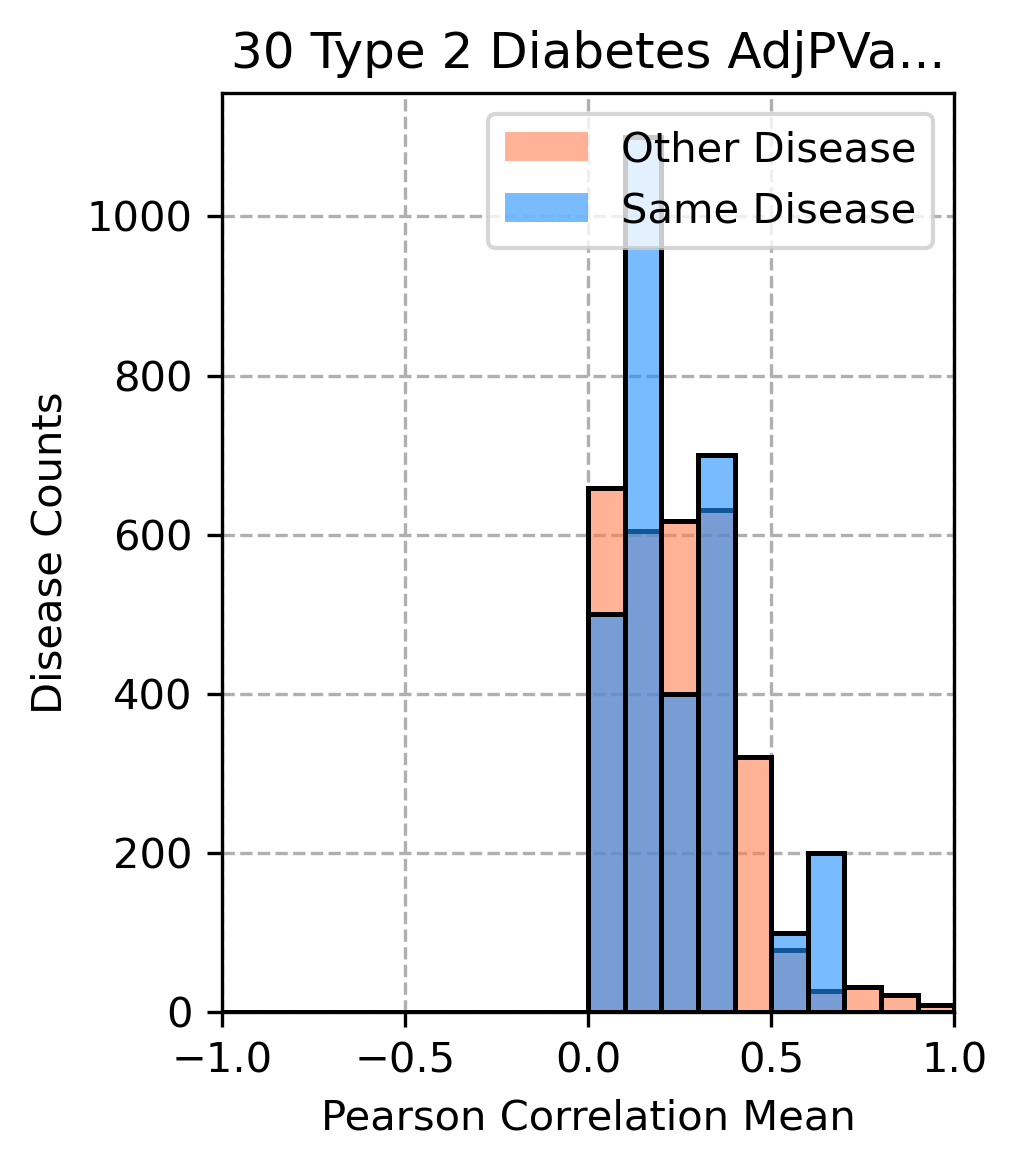 30 Type 2 Diabetes AdjPVa...
Other Disease
Same Disease
1000
800
600
400
200
0
Disease Counts
−1.0
−0.5
0.0
0.5
1.0
Pearson Correlation Mean